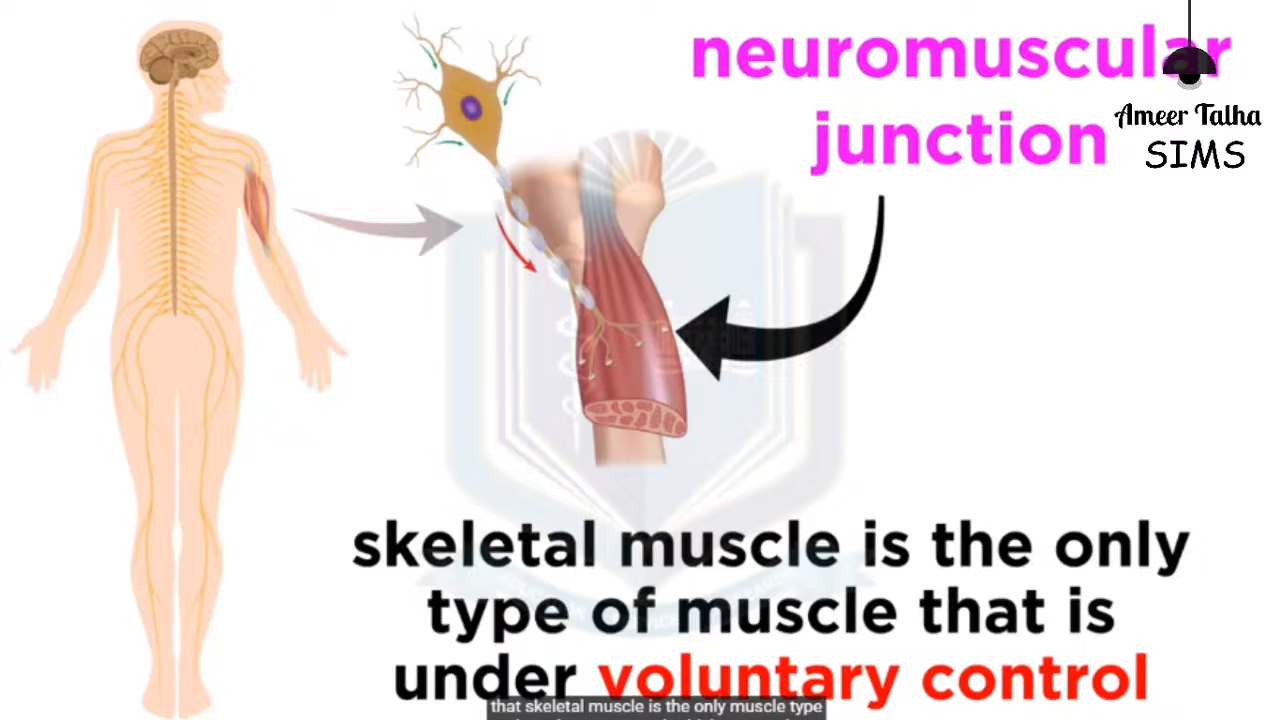 neuromuscular
junction
Ameer Talha
SIMS
skeletal muscle is the only
type of muscle that is
under voluntary control
that skeletal muscle is the only muscle type